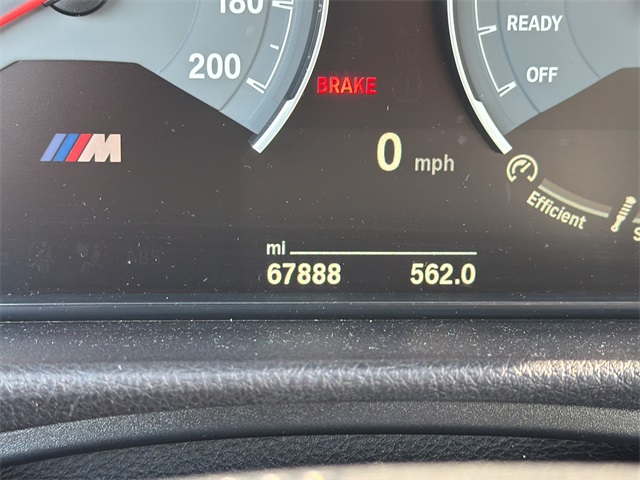 180
200
BRAKE
READY
OFF
M
0 mph
Efficient
mi
67888 562.0